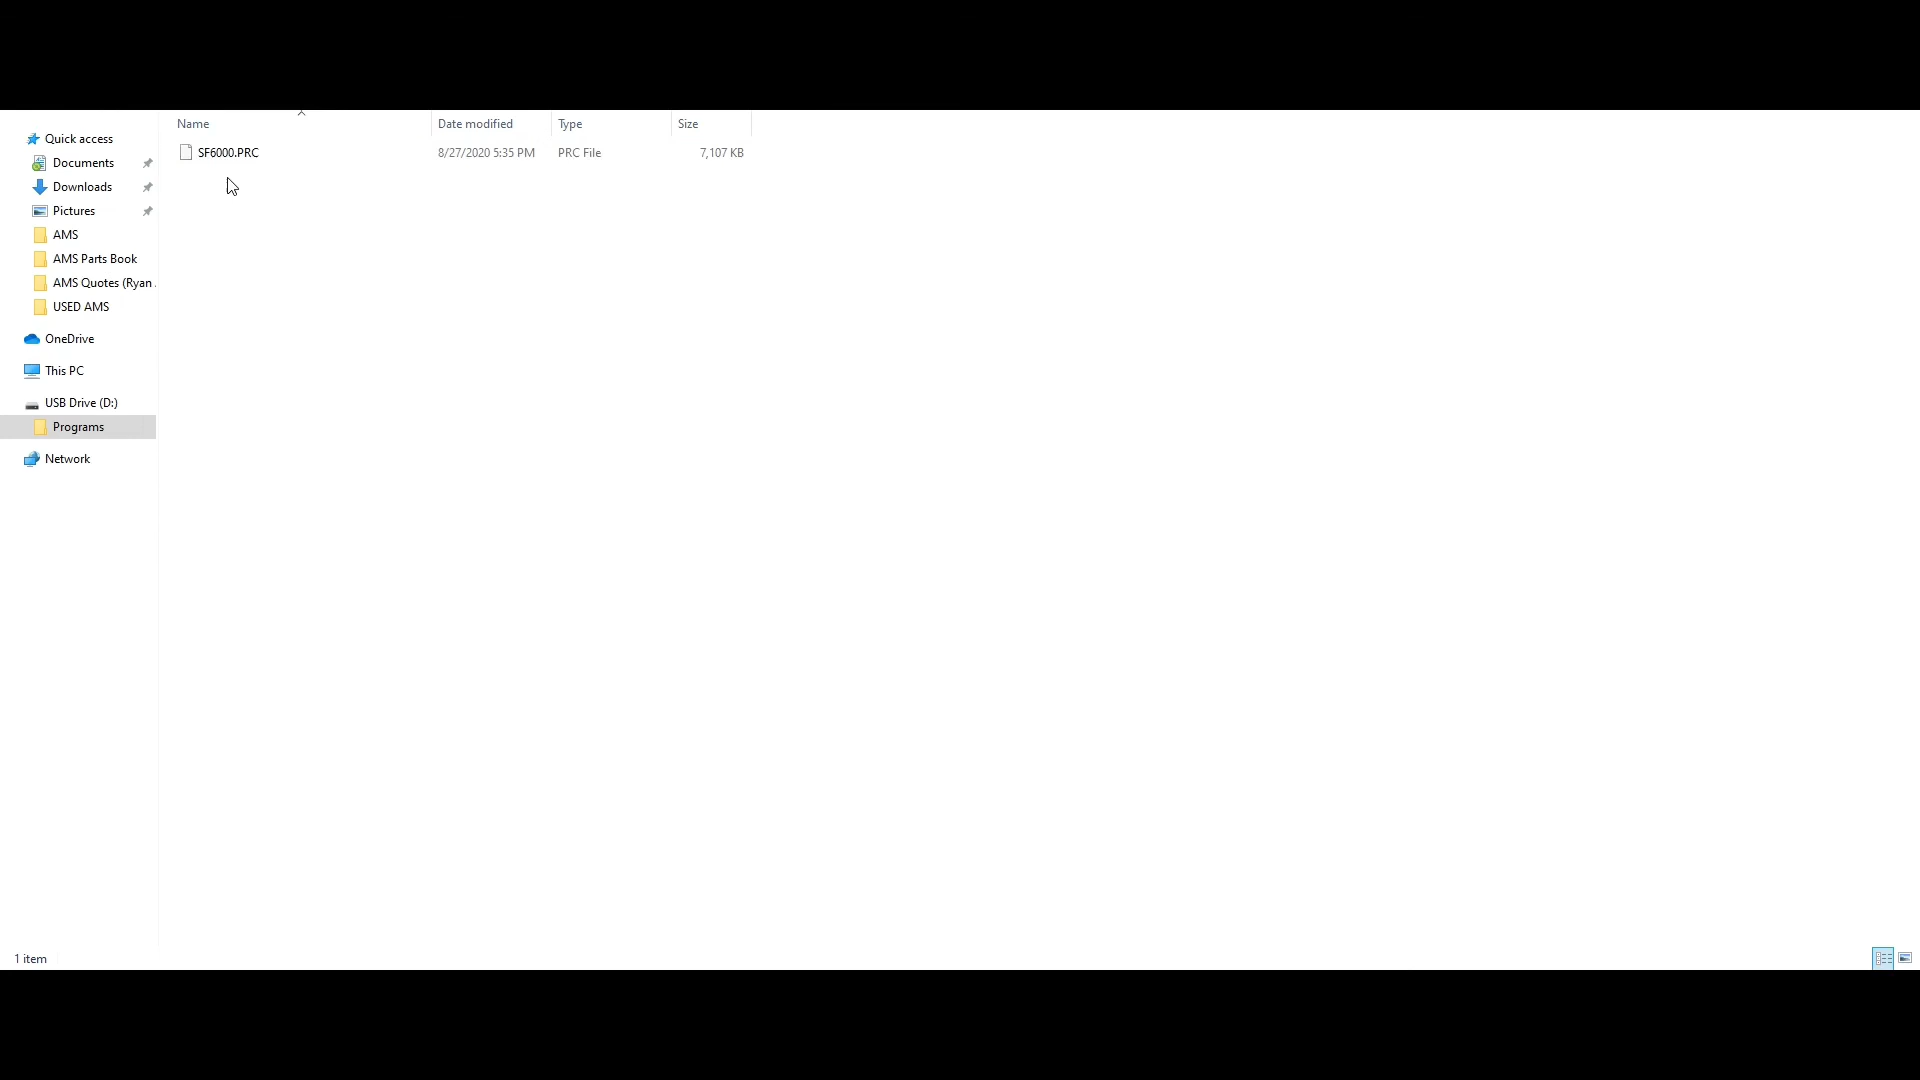 Name Date modified Type Size
Quick access
SF6000.PRC 8/27/2020 5:35 PM PRC File 7,107 KB
Documents
Downloads
Pictures
AMS
AMS Parts Book
AMS Quotes (Ryan .
USED AMS
OneDrive
This PC
USB Drive (D:)
Programs
Network
1 item